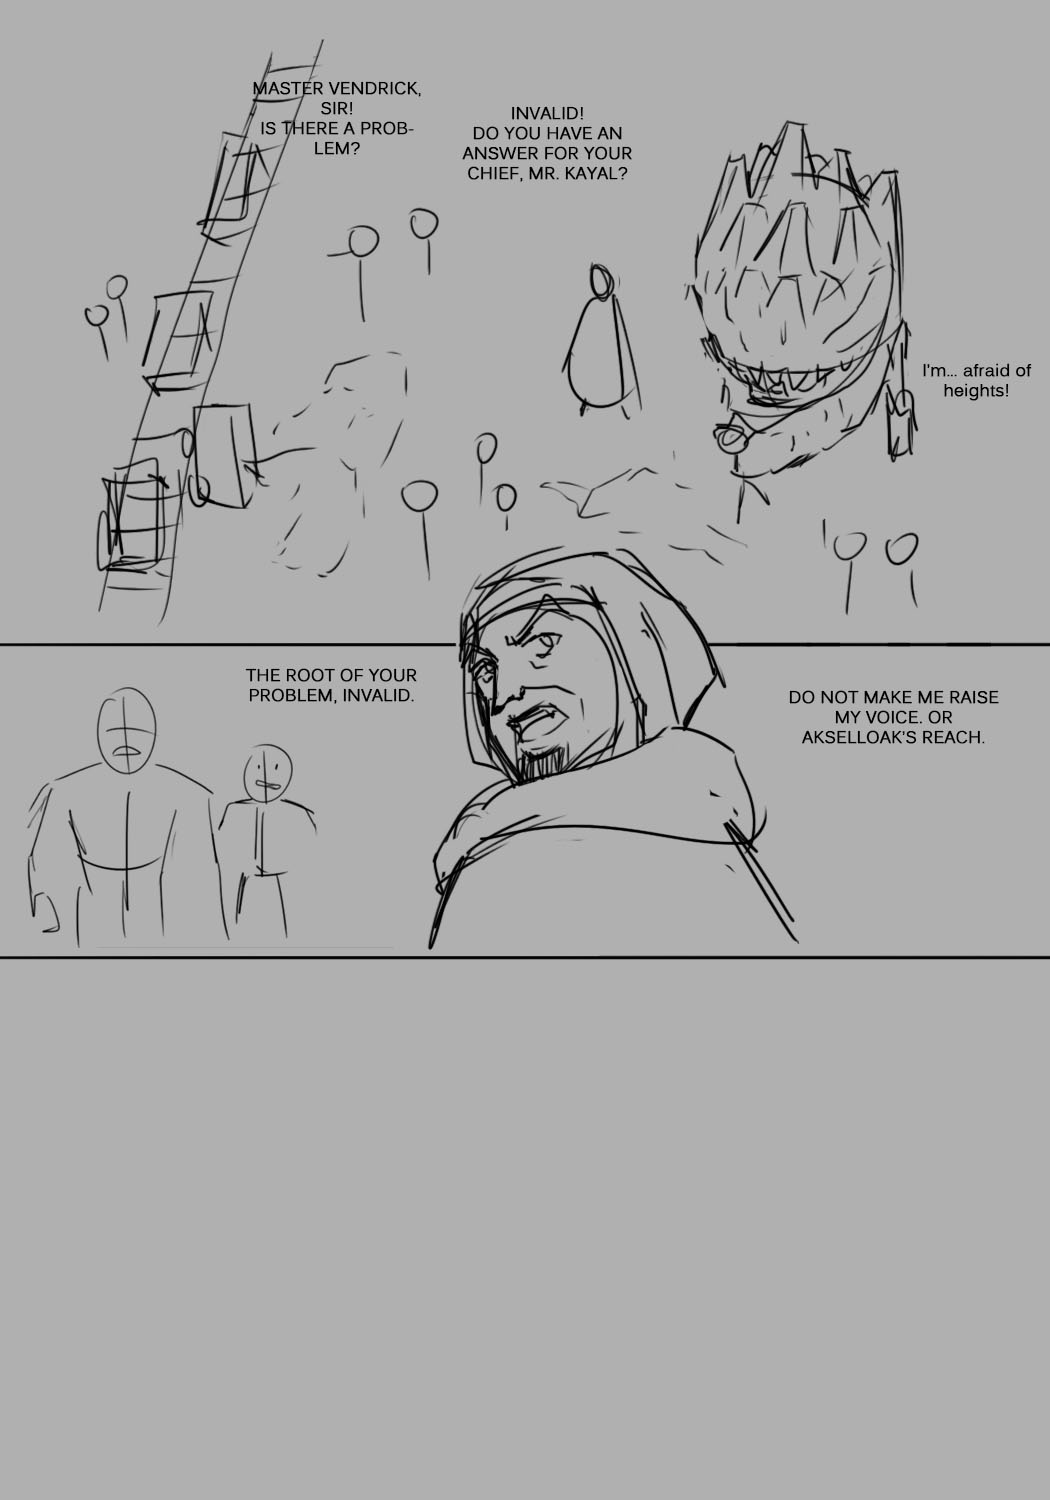 MASTER VENDRICK,
SIR!
IS THERE A PROB-
LEM?
INVALID!
DO YOU HAVE AN
ANSWER FOR YOUR
CHIEF, MR. KAYAL?
I'm... afraid of
heights!
THE ROOT OF YOUR
PROBLEM, INVALID.
DO NOT MAKE ME RAISE
MY VOICE. OR
AKSELLOAK'S REACH.